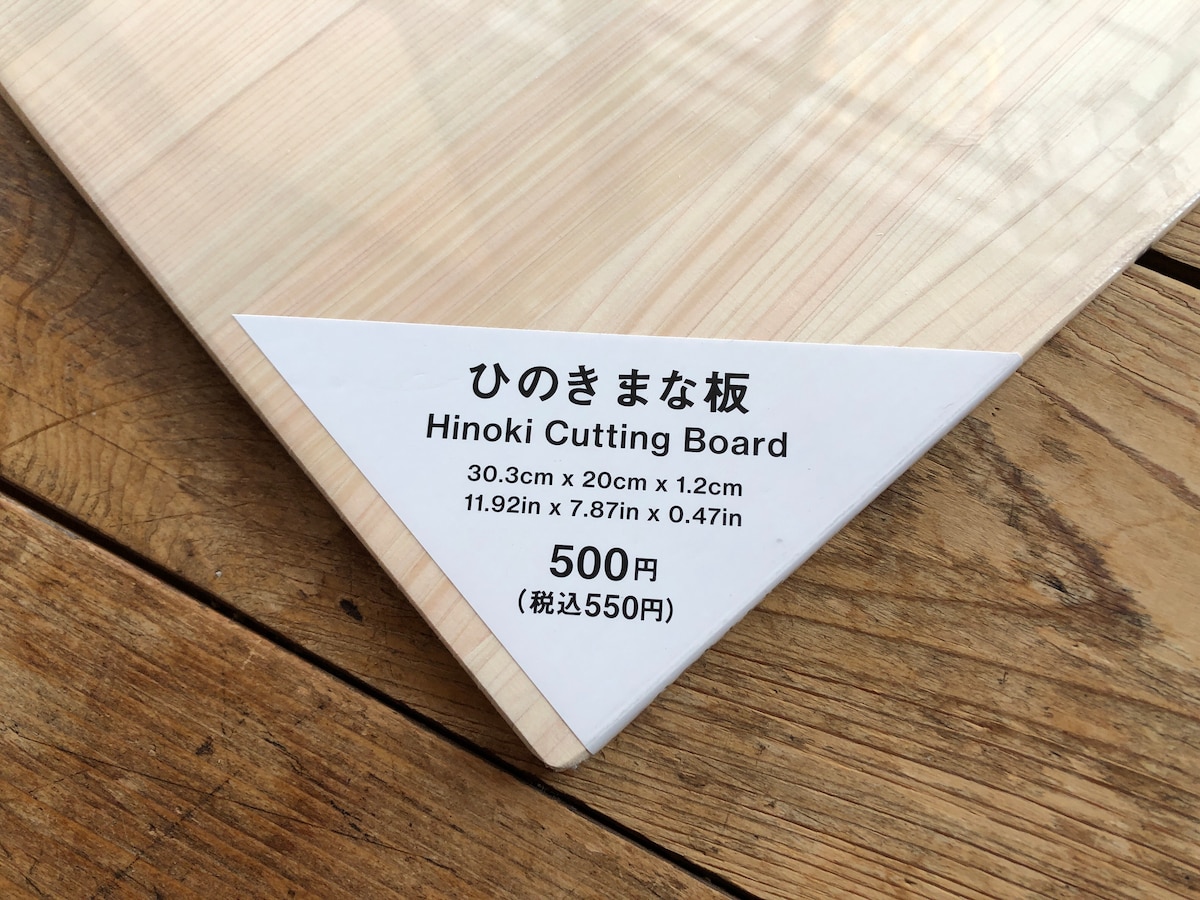 ひのきまな板
Hinoki Cutting Board
30.3cm x 20cm x 1.2cm
11.92in x 7.87in x 0.47in
500円
(税込550円)